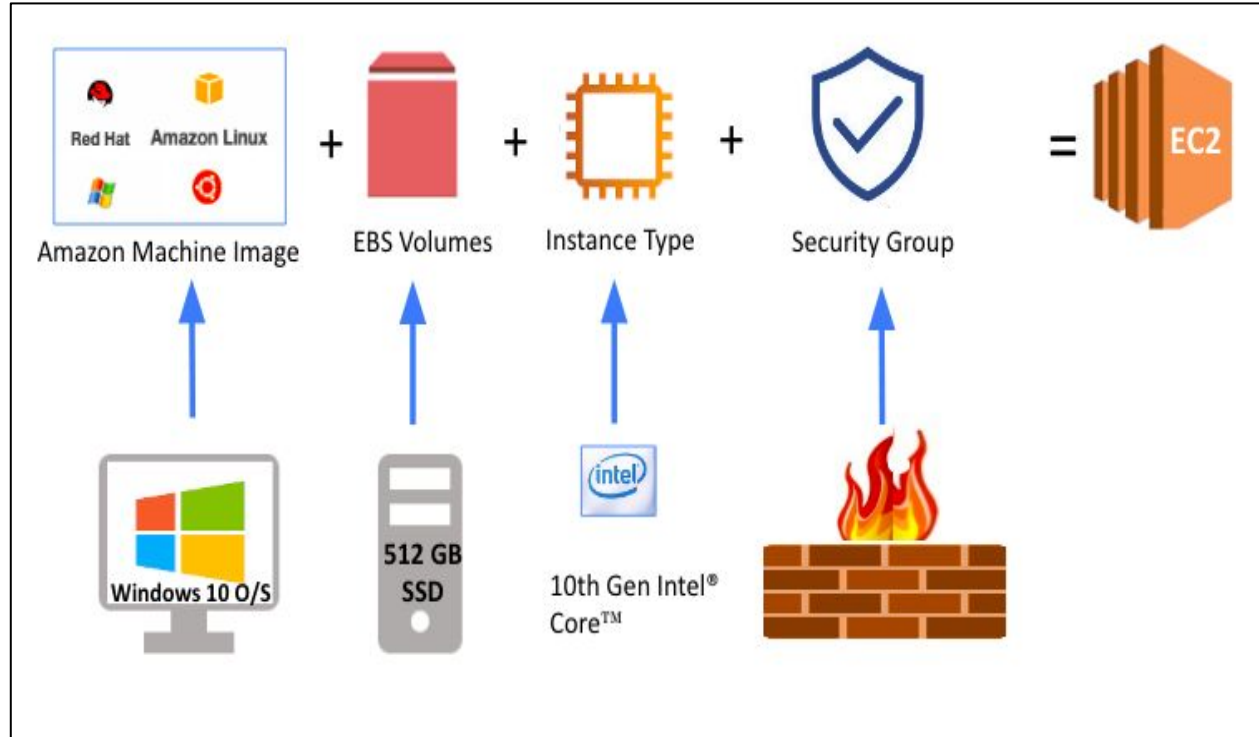 Red Hat
Amazon Linux
+
+
+
=
EC2
Amazon Machine Image
EBS Volumes
Instance Type
Security Group
Windows 10 O/S
512 GB
SSD
intel
10th Gen Intel®
Core™